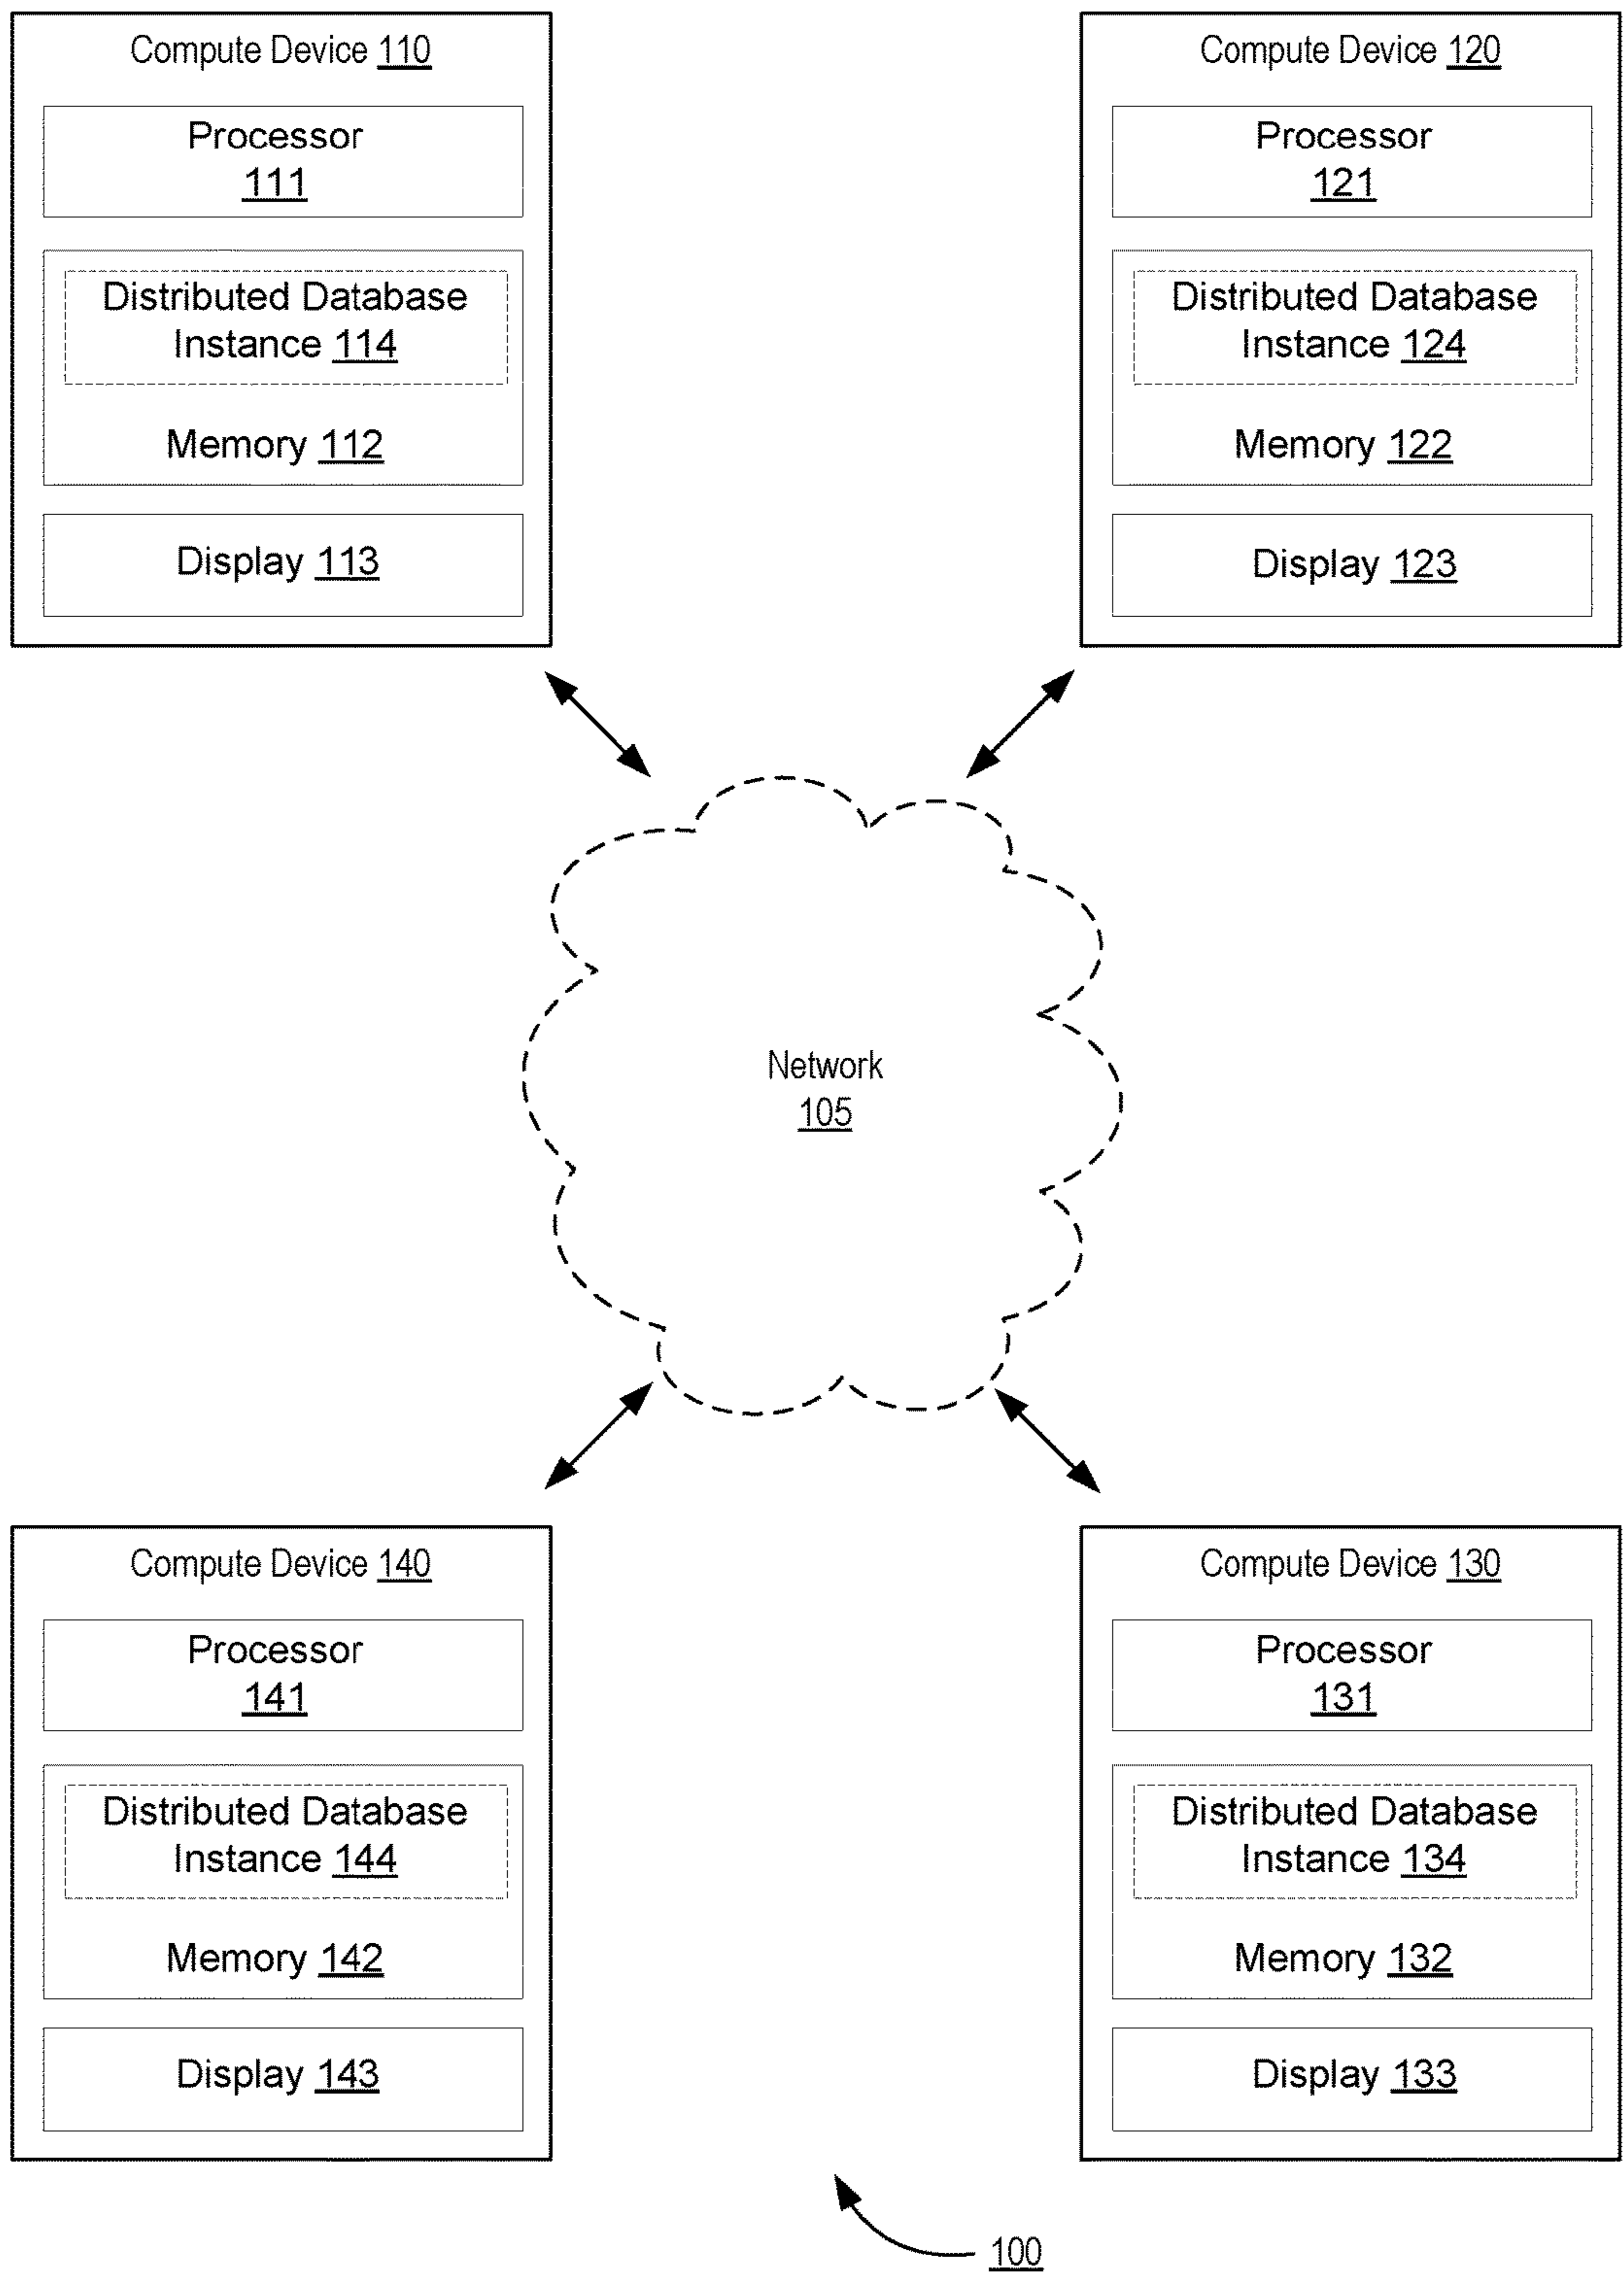 Compute Device 110
Processor
111
Distributed Database
Instance 114
Memory 112
Display 113
Compute Device 120
Processor
121
Distributed Database
Instance 124
Memory 122
Display 123
Network
105
Compute Device 140
Processor
141
Distributed Database
Instance 144
Memory 142
Display 143
Compute Device 130
Processor
131
Distributed Database
Instance 134
Memory 132
Display 133
100